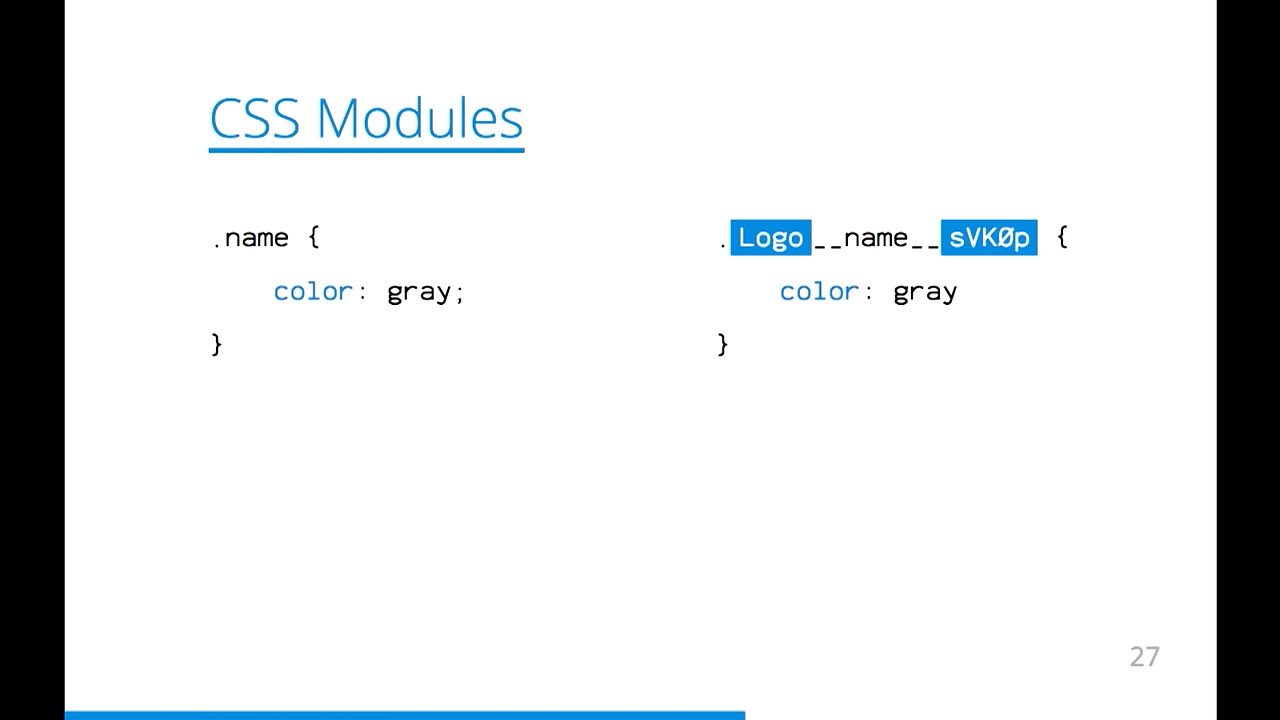 CSS Modules
.name {
color: gray;
}
.Logo__name__sVK0p {
color: gray
}
27